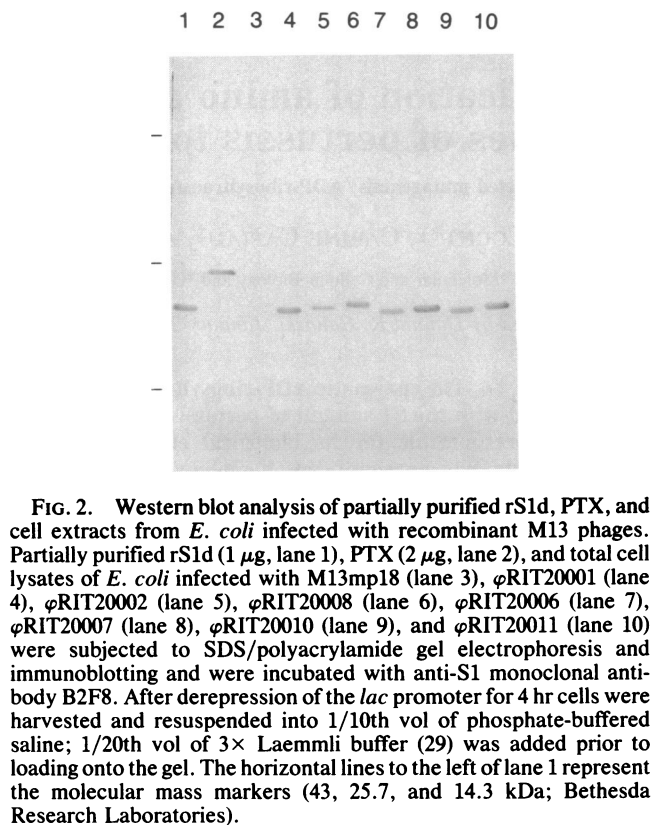 1 2 3 4 5 6 7 8 9 10
FIG. 2. Western blot analysis of partially purified rS1d, PTX, and
cell extracts from E. coli infected with recombinant M13 phages.
Partially purified rS1d (1 μg, lane 1), PTX (2 μg, lane 2), and total cell
lysates of E. coli infected with M13mp18 (lane 3), φRIT20001 (lane
4), φRIT20002 (lane 5), φRIT20008 (lane 6), φRIT20006 (lane 7),
φRIT20007 (lane 8), φRIT20010 (lane 9), and φRIT20011 (lane 10)
were subjected to SDS/polyacrylamide gel electrophoresis and
immunoblotting and were incubated with anti-S1 monoclonal anti-
body B2F8. After derepression of the lac promoter for 4 hr cells were
harvested and resuspended into 1/10th vol of phosphate-buffered
saline; 1/20th vol of 3× Laemmli buffer (29) was added prior to
loading onto the gel. The horizontal lines to the left of lane 1 represent
the molecular mass markers (43, 25.7, and 14.3 kDa; Bethesda
Research Laboratories).